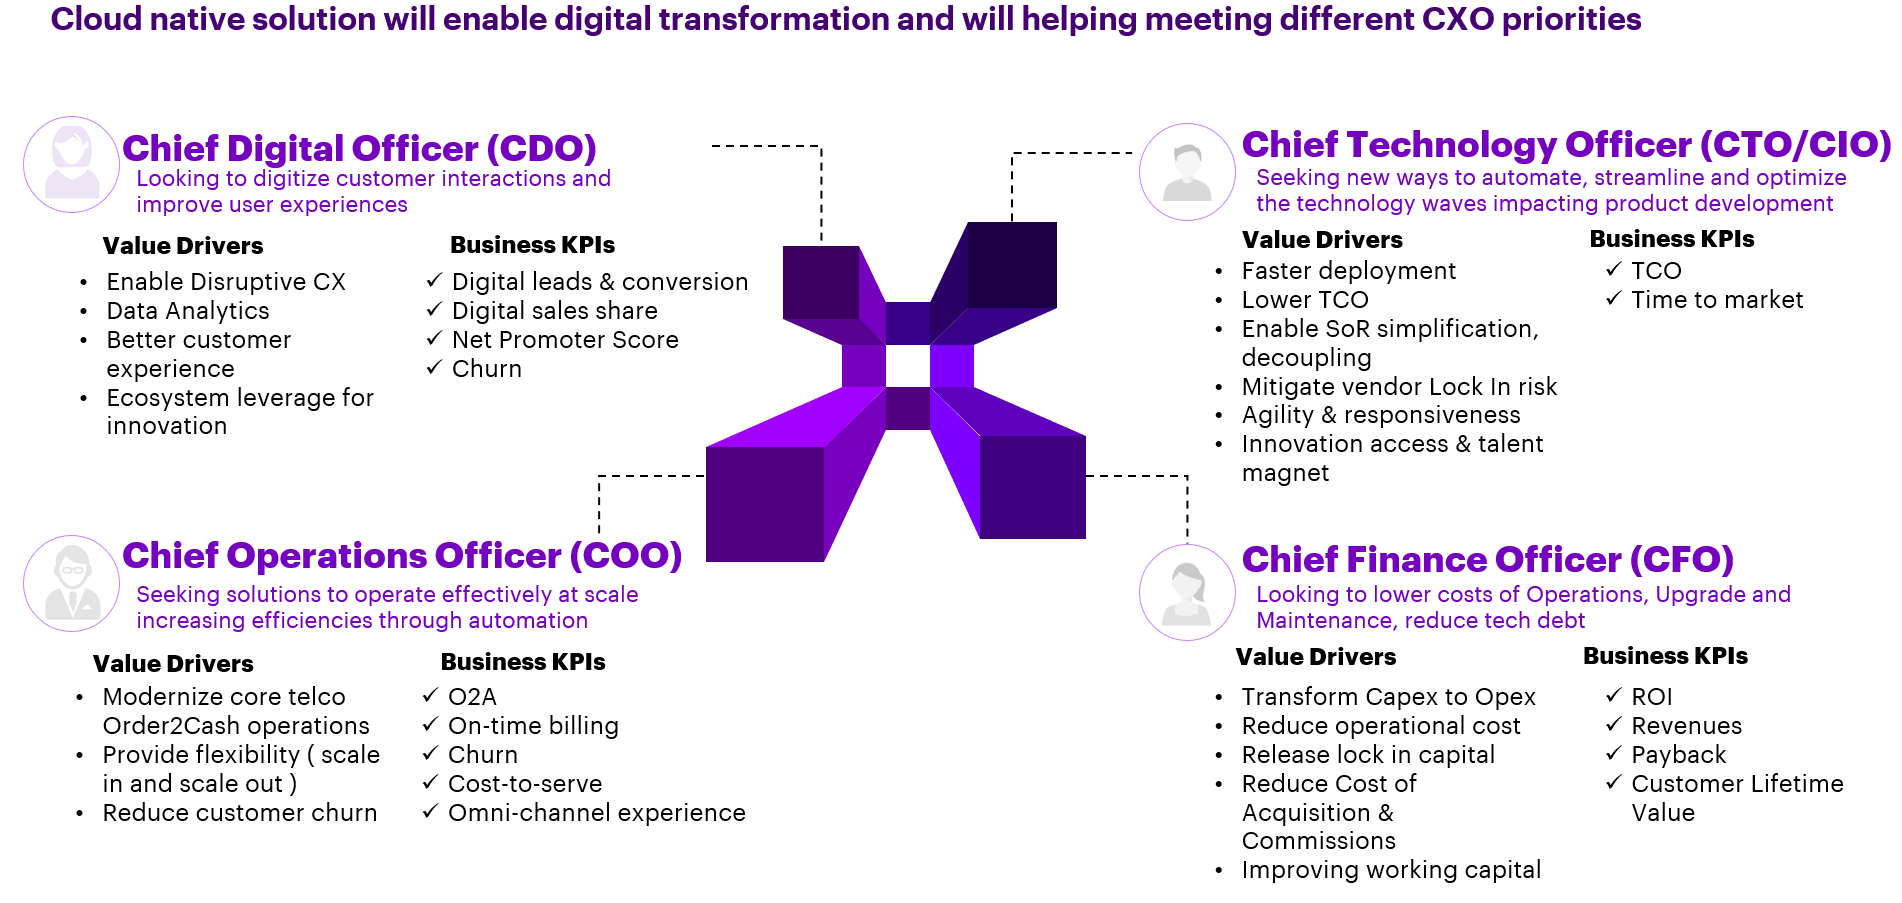 Cloud native solution will enable digital transformation and will helping meeting different CXO priorities
Chief Digital Officer (CDO)
Looking to digitize customer interactions and
improve user experiences
Value Drivers
• Enable Disruptive CX
• Data Analytics
• Better customer
experience
• Ecosystem leverage for
innovation
Business KPIs
✓ Digital leads & conversion
✓ Digital sales share
✓ Net Promoter Score
✓ Churn
Chief Technology Officer (CTO/CIO)
Seeking new ways to automate, streamline and optimize
the technology waves impacting product development
Value Drivers
• Faster deployment
• Lower TCO
• Enable SoR simplification,
decoupling
• Mitigate vendor Lock In risk
• Agility & responsiveness
• Innovation access & talent
magnet
Business KPIs
✓ TCO
✓ Time to market
Chief Operations Officer (COO)
Seeking solutions to operate effectively at scale
increasing efficiencies through automation
Value Drivers
• Modernize core telco
Order2Cash operations
• Provide flexibility ( scale
in and scale out )
• Reduce customer churn
Business KPIs
✓ O2A
✓ On-time billing
✓ Churn
✓ Cost-to-serve
✓ Omni-channel experience
Chief Finance Officer (CFO)
Looking to lower costs of Operations, Upgrade and
Maintenance, reduce tech debt
Value Drivers
• Transform Capex to Opex
• Reduce operational cost
• Release lock in capital
• Reduce Cost of
Acquisition &
Commissions
• Improving working capital
Business KPIs
✓ ROI
✓ Revenues
✓ Payback
✓ Customer Lifetime
Value